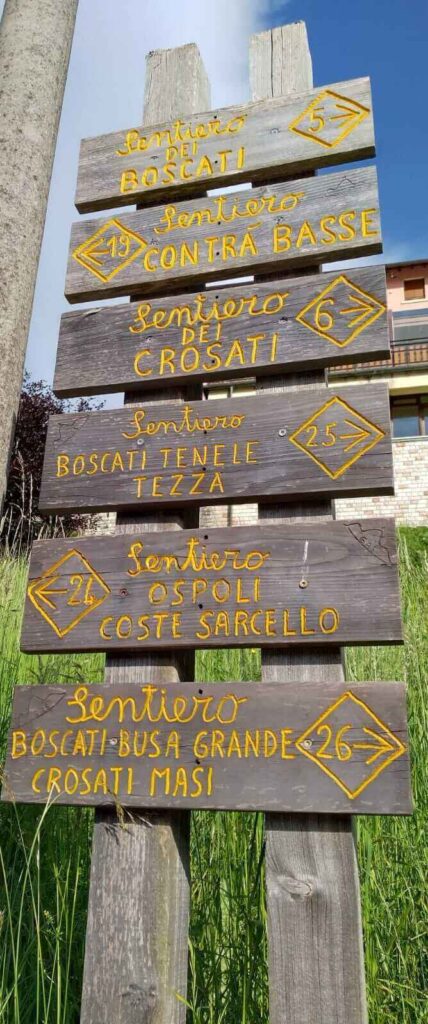 Sentiero
DEI
BOSCATI
5
19
Sentiero
CONTRÀ BASSE
Sentiero
DEI
CROSATI
6
Sentiero
BOSCATI TENELE
TEZZA
25
24
Sentiero
OSPOLI
COSTE SARCELLO
Sentiero
BOSCATI-BUSA GRANDE
CROSATI MASI
26